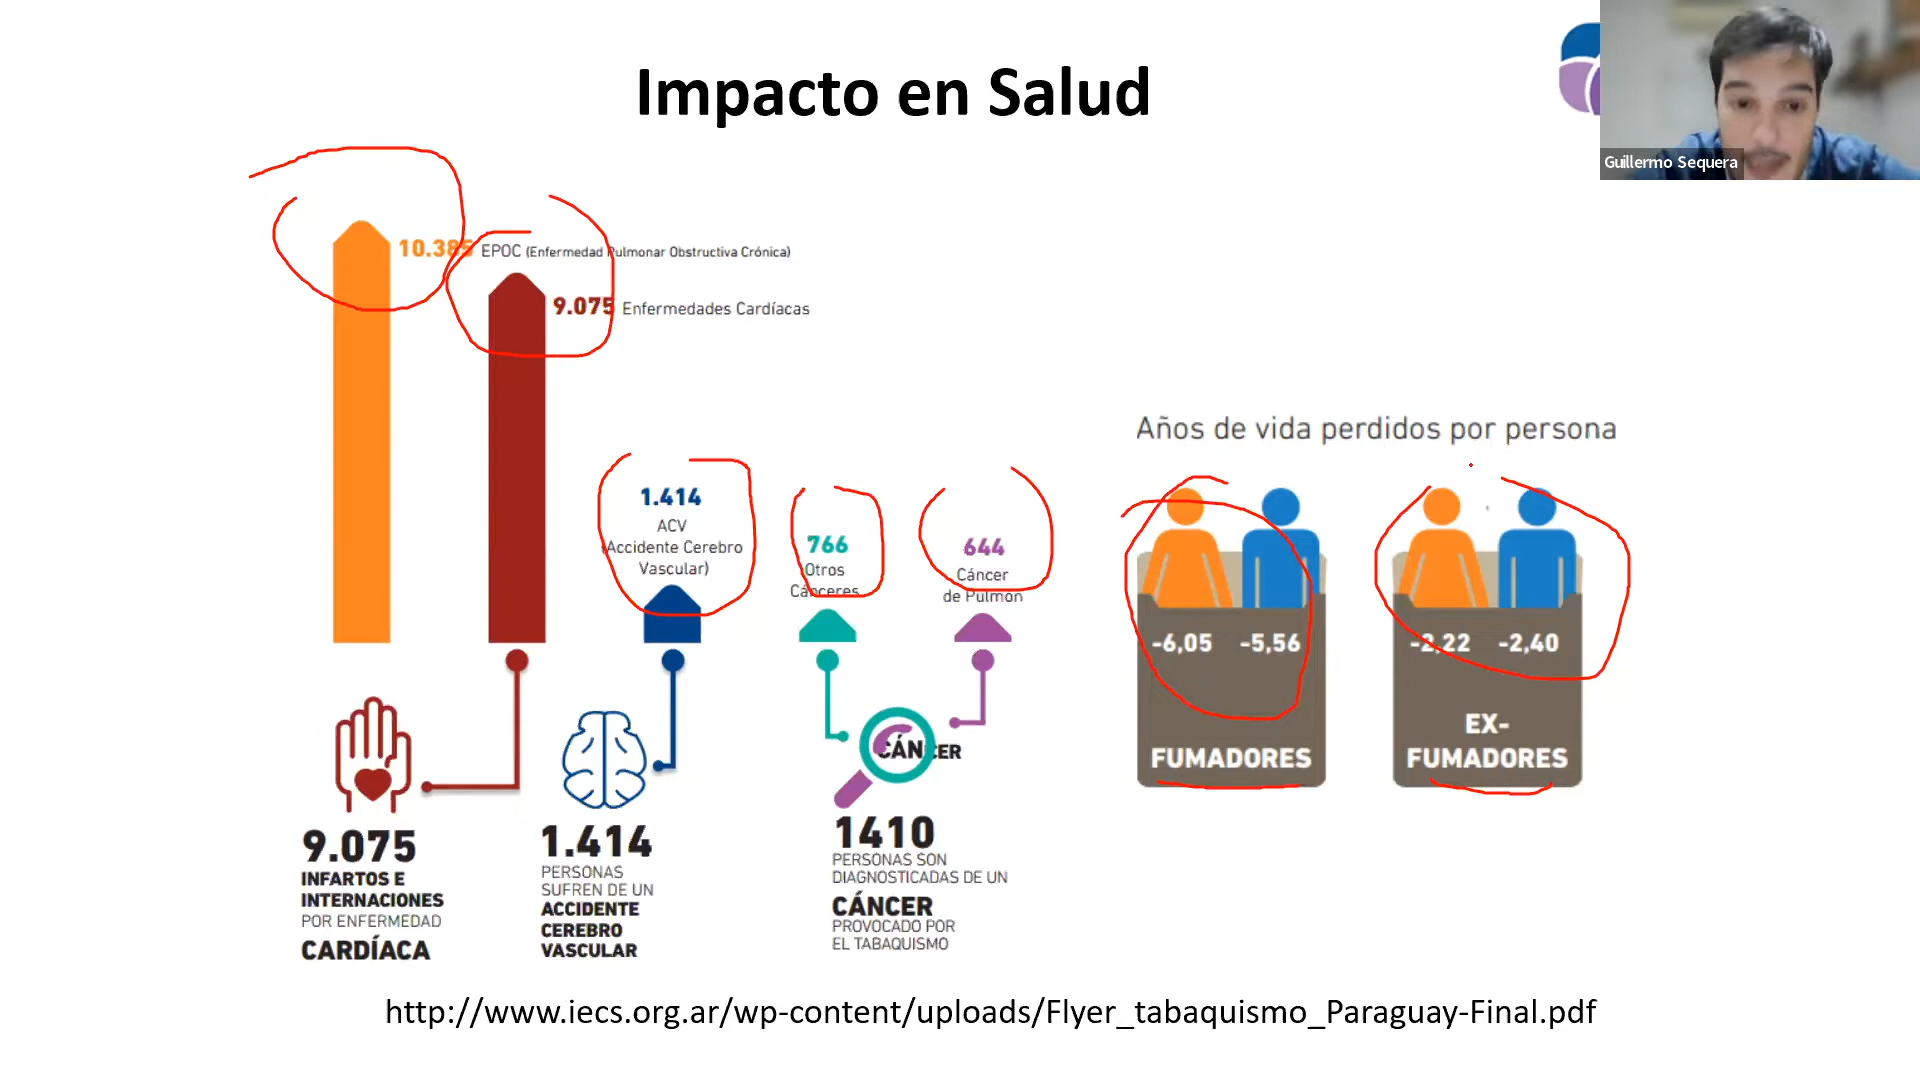 Impacto en Salud
Guillermo Sequera
10.385 EPOC (Enfermedad Pulmonar Obstructiva Crónica)
9.075 Enfermedades Cardíacas
1.414
ACV
(Accidente Cerebro
Vascular)
766
Otros
Cánceres
644
Cáncer
de Pulmón
CÁNCER
9.075
INFARTOS E
INTERNACIONES
POR ENFERMEDAD
CARDÍACA
1.414
PERSONAS
SUFREN DE UN
ACCIDENTE
CEREBRO
VASCULAR
1410
PERSONAS SON
DIAGNOSTICADAS DE UN
CÁNCER
PROVOCADO POR
EL TABAQUISMO
Años de vida perdidos por persona
-6,05 -5,56
FUMADORES
-2,22 -2,40
EX-
FUMADORES
http://www.iecs.org.ar/wp-content/uploads/Flyer_tabaquismo_Paraguay-Final.pdf